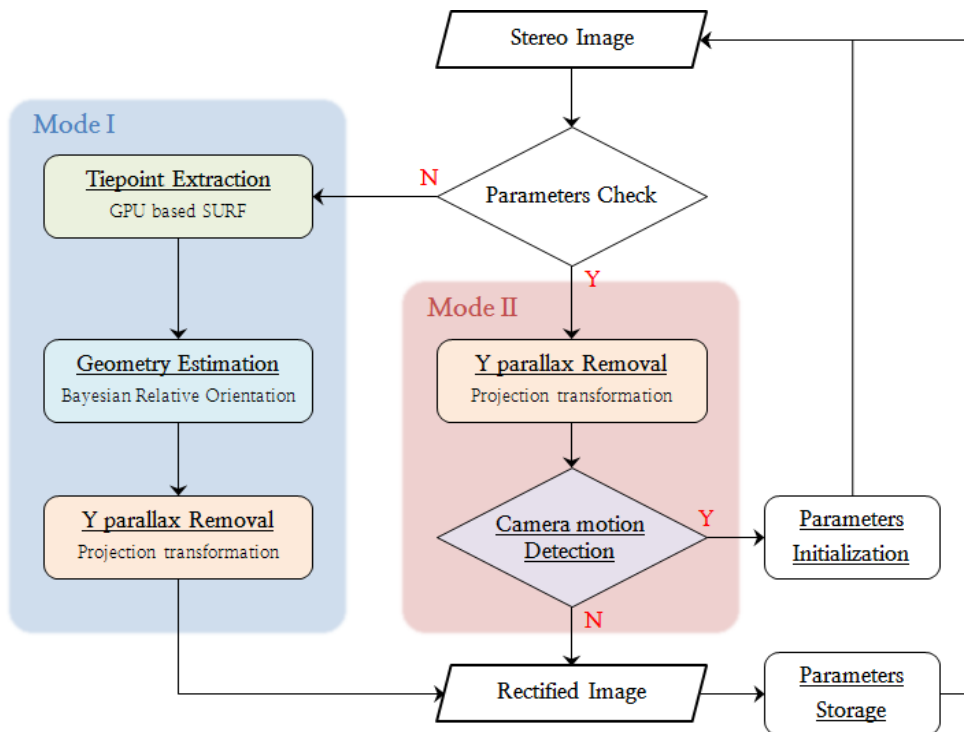 Stereo Image
Mode I
Tiepoint Extraction
GPU based SURF
N
Parameters Check
Y
Mode II
Geometry Estimation
Bayesian Relative Orientation
Y parallax Removal
Projection transformation
Y parallax Removal
Projection transformation
Camera motion
Detection
Y
Parameters
Initialization
N
Rectified Image
Parameters
Storage